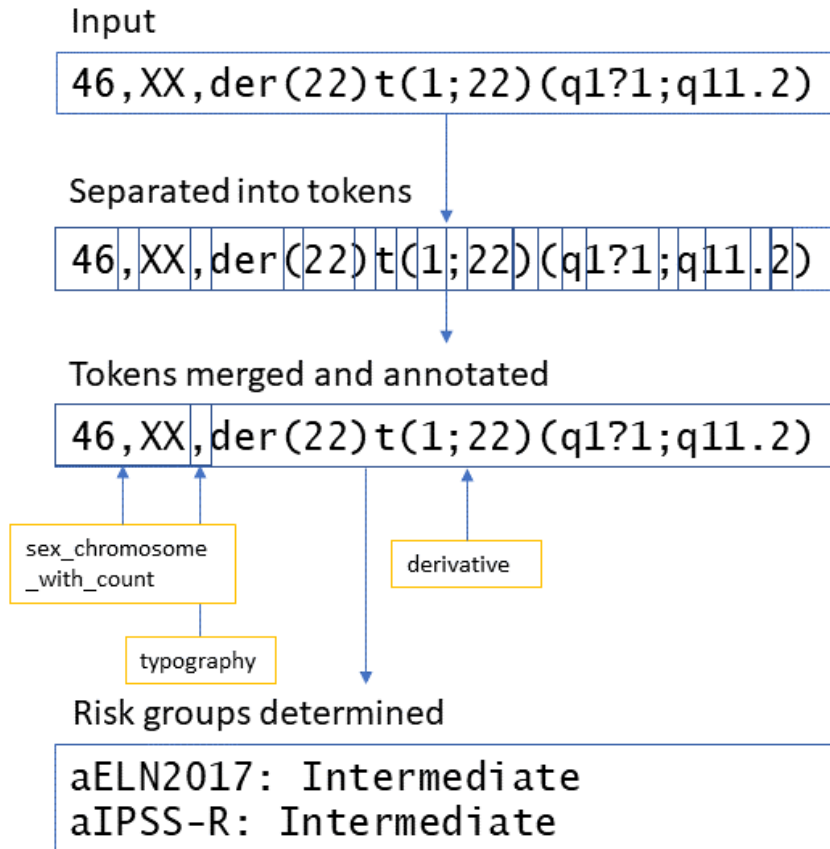 Input
46,XX,der(22)t(1;22)(q1?1;q11.2)
Separated into tokens
46,XX,der(22)t(1;22)(q1?1;q11.2)
Tokens merged and annotated
46,XX,der(22)t(1;22)(q1?1;q11.2)
sex_chromosome
_with_count
derivative
typography
Risk groups determined
aELN2017: Intermediate
aIPSS-R: Intermediate